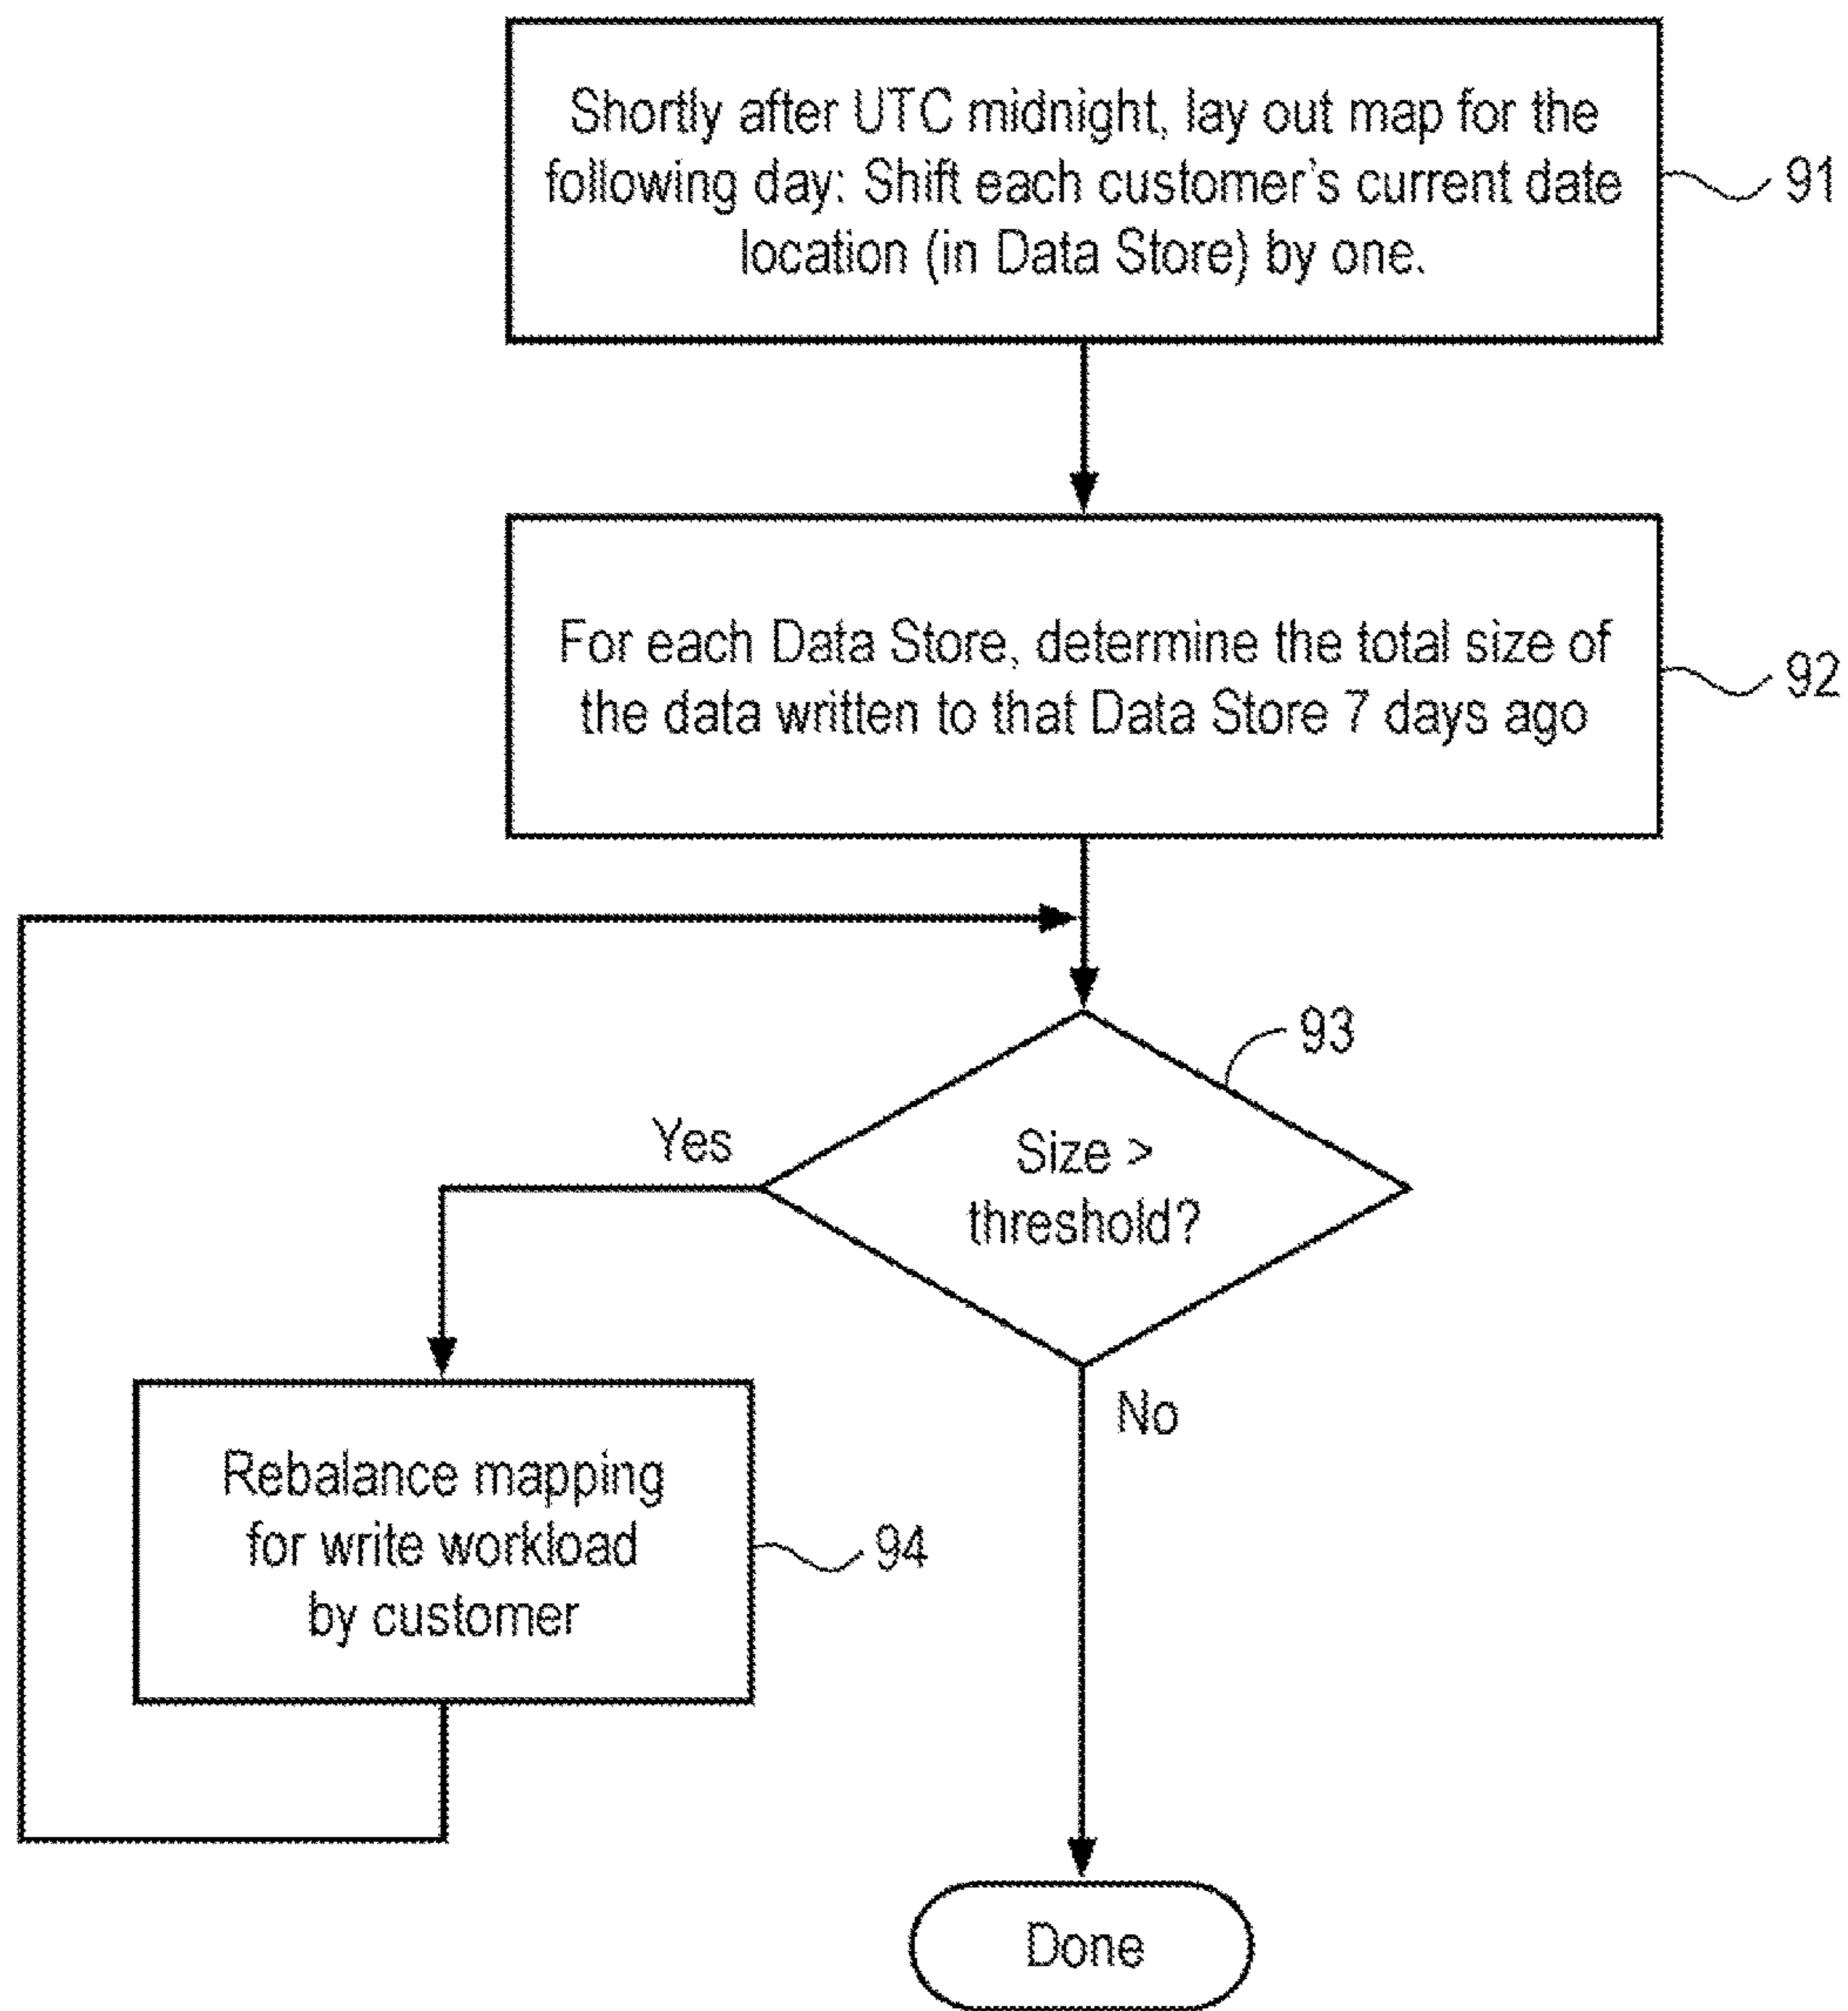 Shortly after UTC midnight, lay out map for the
following day: Shift each customer's current date
location (in Data Store) by one.
91
For each Data Store, determine the total size of
the data written to that Data Store 7 days ago
92
93
Yes
Size >
threshold?
No
Rebalance mapping
for write workload
by customer
94
Done